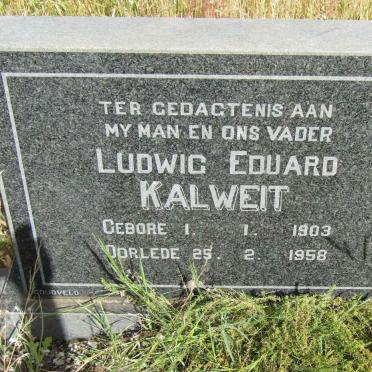 TER GEDAGTENIS AAN
MY MAN EN ONS VADER
LUDWIG EDUARD
KALWEIT
GEBORE 1. 1. 1903
OORLEDE 25. 2. 1958
GOUDVELD